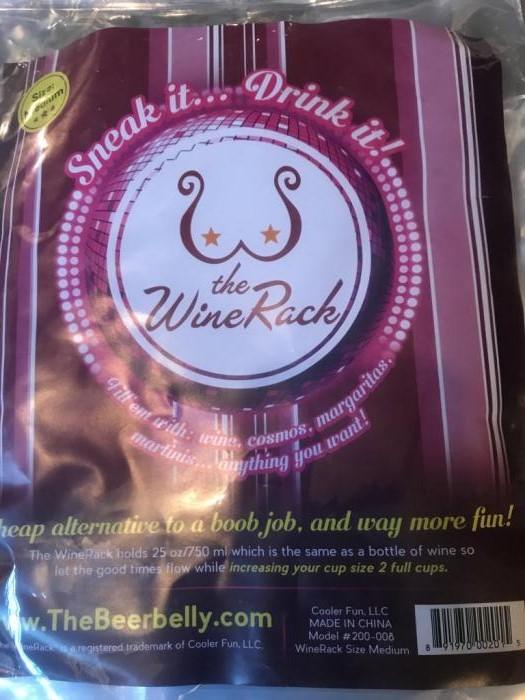 Size:
Medium
Sneak it... Drink it!
the
WineRack
Fill 'em with: wine, cosmos, margaritas,
martinis... anything you want!
heap alternative to a boob job, and way more fun!
The WineRack holds 25 oz/750 ml which is the same as a bottle of wine so
let the good times flow while increasing your cup size 2 full cups.
w.TheBeerbelly.com
WineRack is a registered trademark of Cooler Fun, LLC.
Cooler Fun, LLC
MADE IN CHINA
Model #200-008
WineRack Size Medium